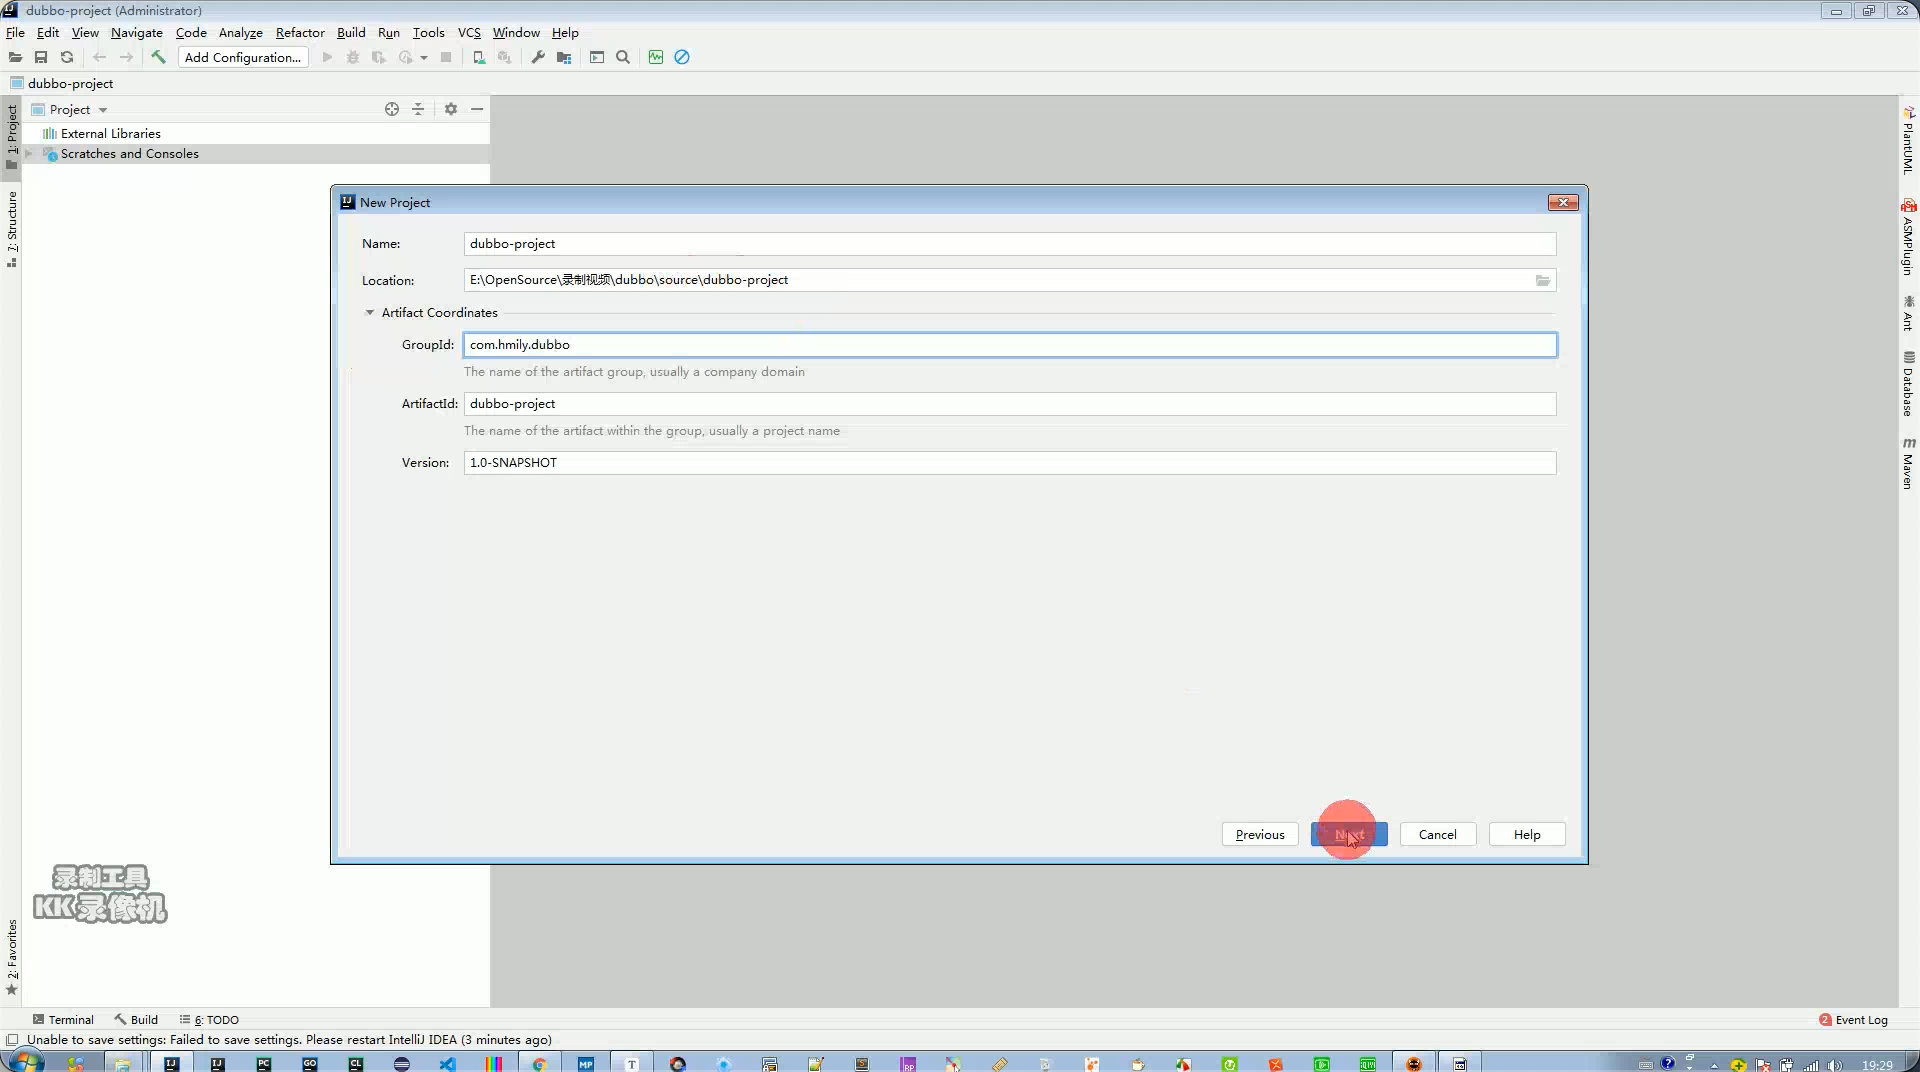 dubbo-project (Administrator)
File Edit View Navigate Code Analyze Refactor Build Run Tools VCS Window Help
Add Configuration...
dubbo-project
Project
External Libraries
Scratches and Consoles
1: Project
7: Structure
2: Favorites
New Project
Name: dubbo-project
Location: E:\OpenSource\录制视频\dubbo\source\dubbo-project
Artifact Coordinates
GroupId: com.hmily.dubbo
The name of the artifact group, usually a company domain
ArtifactId: dubbo-project
The name of the artifact within the group, usually a project name
Version: 1.0-SNAPSHOT
Previous Next Cancel Help
PlantUML
ASMPlugin
Ant
Database
Maven
录制工具
KK录像机
Terminal Build 6: TODO 2 Event Log
Unable to save settings: Failed to save settings. Please restart IntelliJ IDEA (3 minutes ago)
19:29